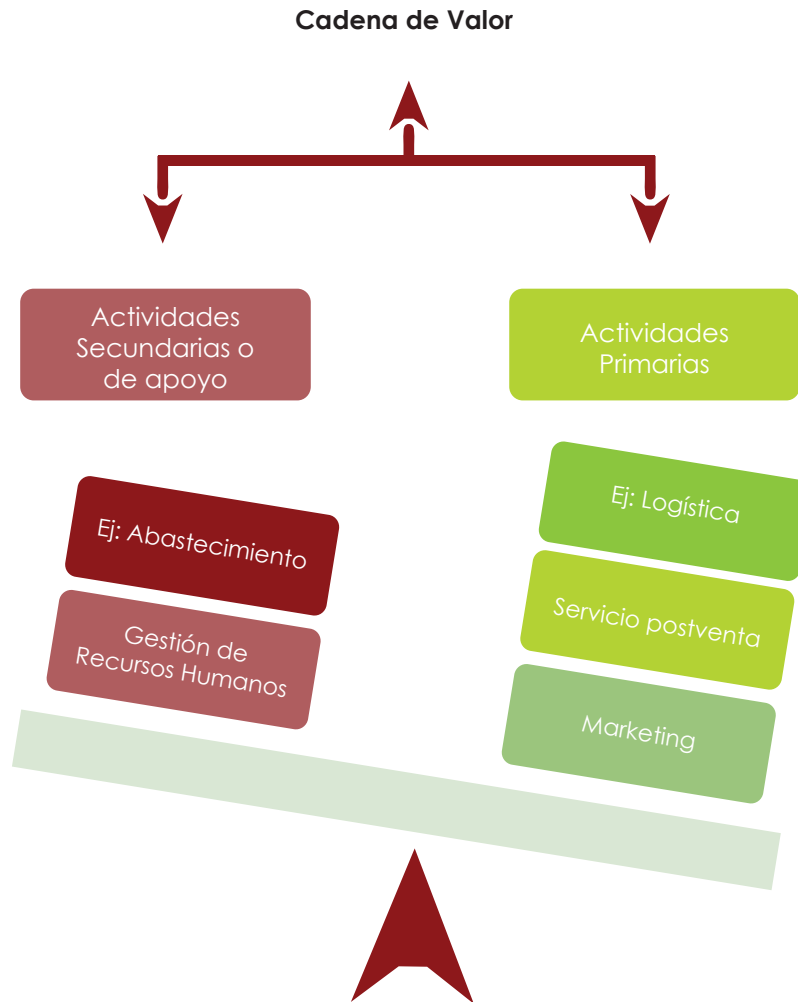 Cadena de Valor
Actividades
Secundarias o
de apoyo
Actividades
Primarias
Ej: Abastecimiento
Gestión de
Recursos Humanos
Ej: Logística
Servicio postventa
Marketing